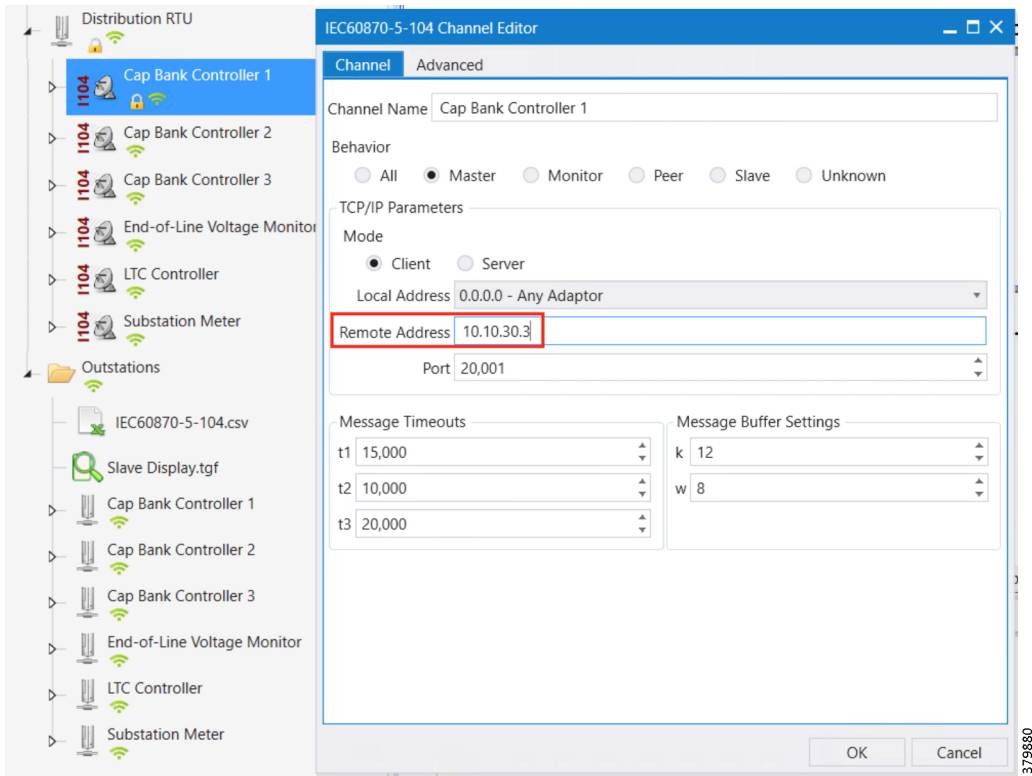 Distribution RTU
I104 Cap Bank Controller 1
I104 Cap Bank Controller 2
I104 Cap Bank Controller 3
I104 End-of-Line Voltage Monitor
I104 LTC Controller
I104 Substation Meter
Outstations
IEC60870-5-104.csv
Slave Display.tgf
Cap Bank Controller 1
Cap Bank Controller 2
Cap Bank Controller 3
End-of-Line Voltage Monitor
LTC Controller
Substation Meter
IEC60870-5-104 Channel Editor
Channel Advanced
Channel Name Cap Bank Controller 1
Behavior
All Master Monitor Peer Slave Unknown
TCP/IP Parameters
Mode
Client Server
Local Address 0.0.0.0 - Any Adaptor
Remote Address 10.10.30.3
Port 20,001
Message Timeouts
t1 15,000
t2 10,000
t3 20,000
Message Buffer Settings
k 12
w 8
OK Cancel
379880